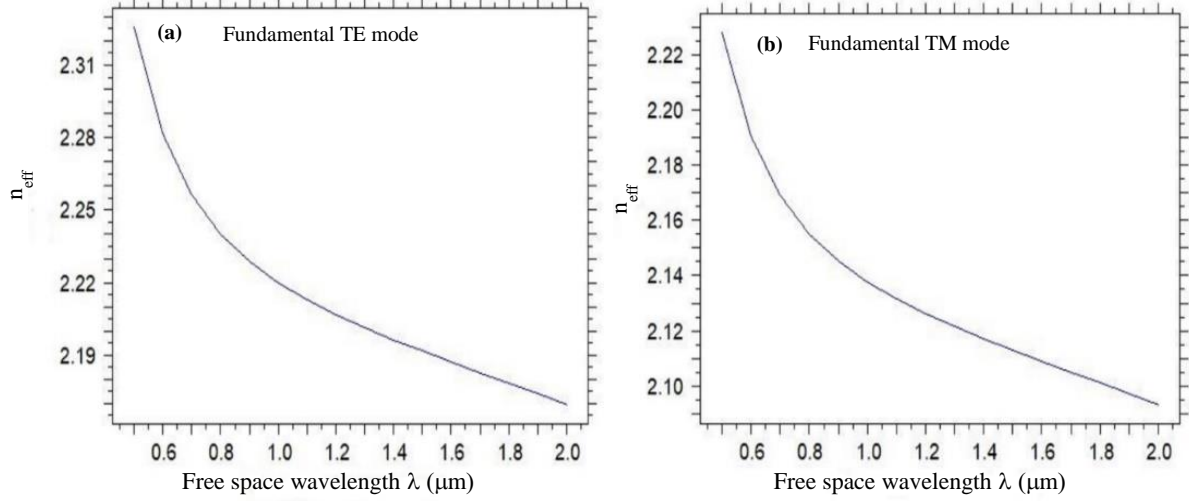 (a) Fundamental TE mode
2.31
2.28
2.25
2.22
2.19
n_eff
0.6 0.8 1.0 1.2 1.4 1.6 1.8 2.0
Free space wavelength λ (μm)
(b) Fundamental TM mode
2.22
2.20
2.18
2.16
2.14
2.12
2.10
n_eff
0.6 0.8 1.0 1.2 1.4 1.6 1.8 2.0
Free space wavelength λ (μm)